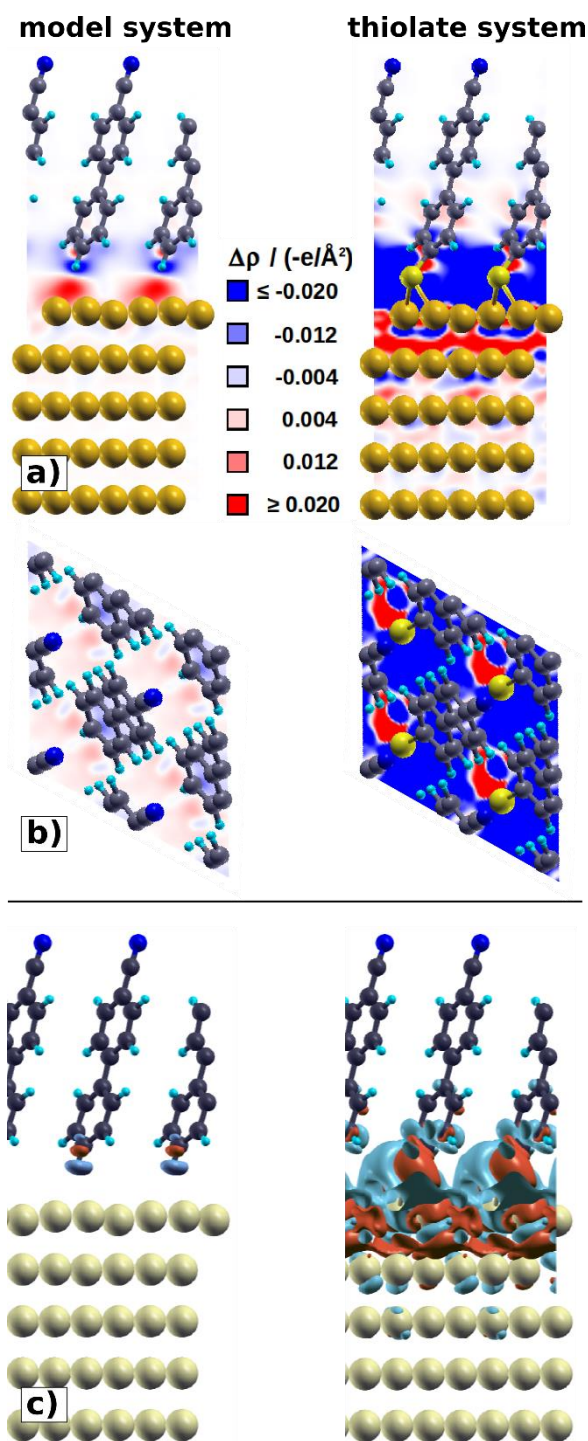 model system
thiolate system
Δρ / (-e/Å²)
≤ -0.020
-0.012
-0.004
0.004
0.012
≥ 0.020
a)
b)
c)